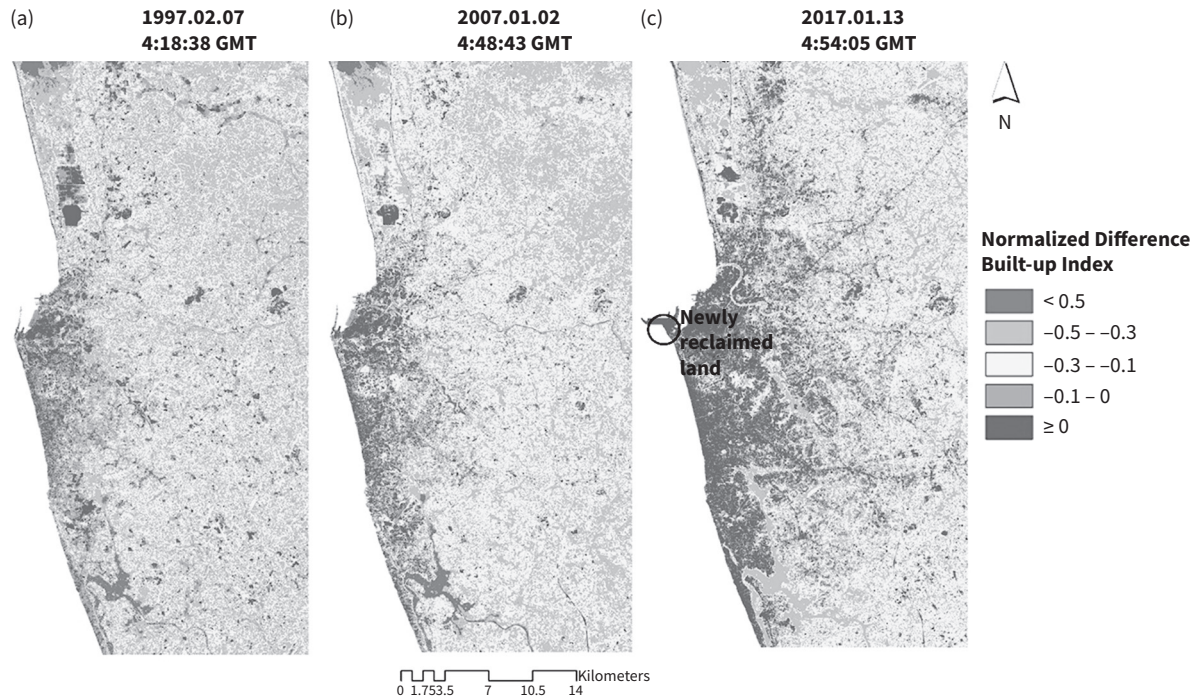 (a)
1997.02.07
4:18:38 GMT
(b)
2007.01.02
4:48:43 GMT
(c)
2017.01.13
4:54:05 GMT
N
Normalized Difference
Built-up Index
< 0.5
–0.5 – –0.3
–0.3 – –0.1
–0.1 – 0
≥ 0
Newly
reclaimed
land
Kilometers
0 1.753.5 7 10.5 14